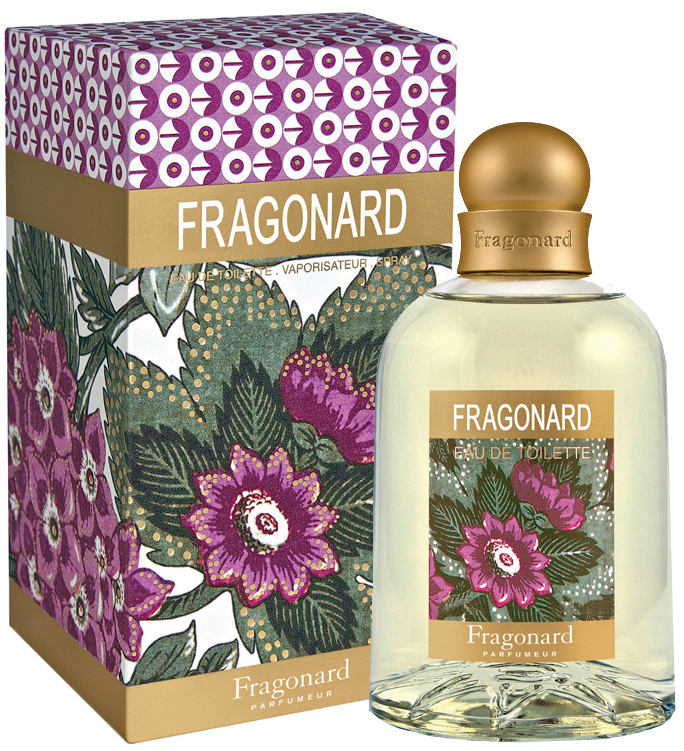 FRAGONARD
EAU DE TOILETTE . VAPORISATEUR . SPRAY
Fragonard
PARFUMEUR
Fragonard
FRAGONARD
EAU DE TOILETTE
Fragonard
PARFUMEUR